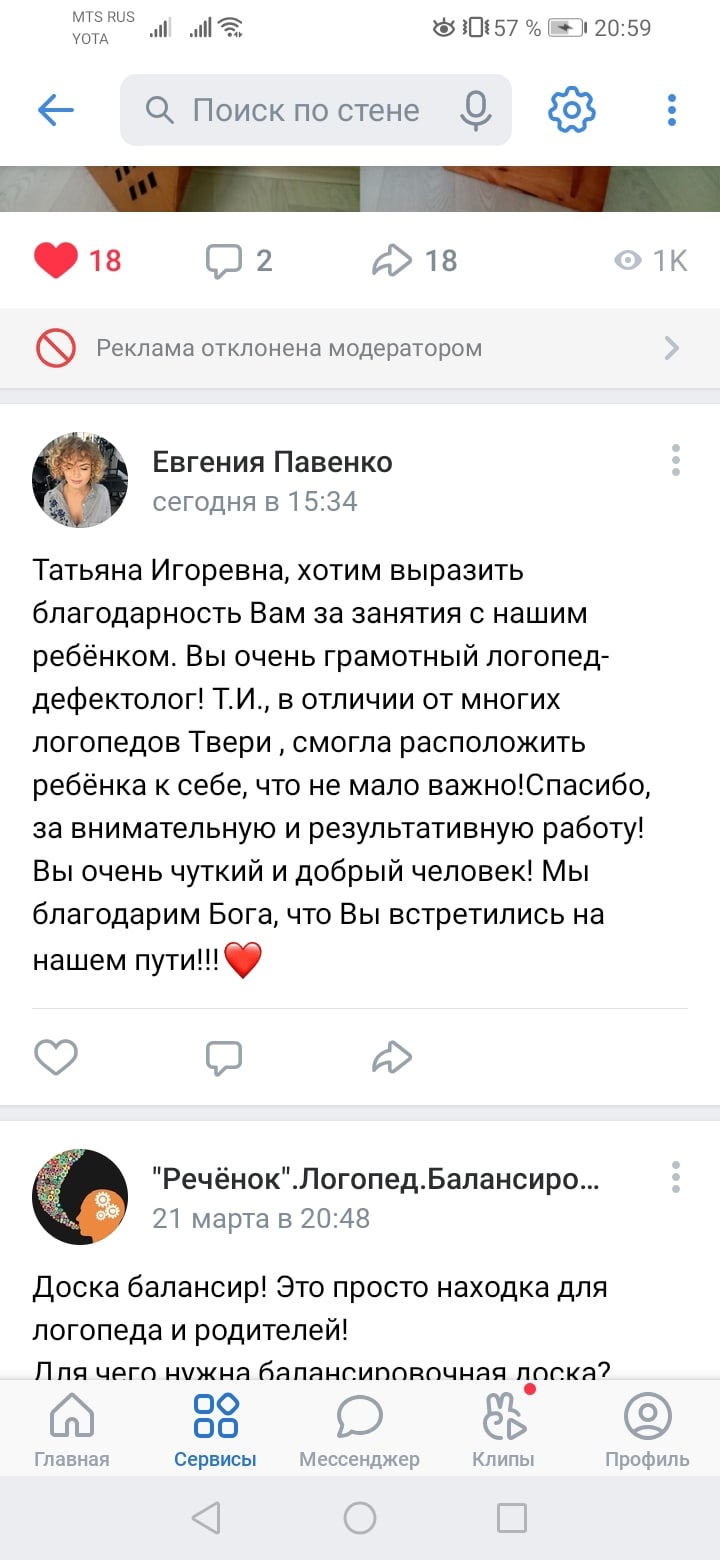 MTS RUS
YOTA
57 %
20:59
Поиск по стене
18
2
18
1K
Реклама отклонена модератором
Евгения Павенко
сегодня в 15:34
Татьяна Игоревна, хотим выразить
благодарность Вам за занятия с нашим
ребёнком. Вы очень грамотный логопед-
дефектолог! Т.И., в отличии от многих
логопедов Твери , смогла расположить
ребёнка к себе, что не мало важно!Спасибо,
за внимательную и результативную работу!
Вы очень чуткий и добрый человек! Мы
благодарим Бога, что Вы встретились на
нашем пути!!!❤️
"Речёнок".Логопед.Балансиро...
21 марта в 20:48
Доска балансир! Это просто находка для
логопеда и родителей!
Для чего нужна балансировочная доска?
Главная
Сервисы
Мессенджер
Клипы
Профиль